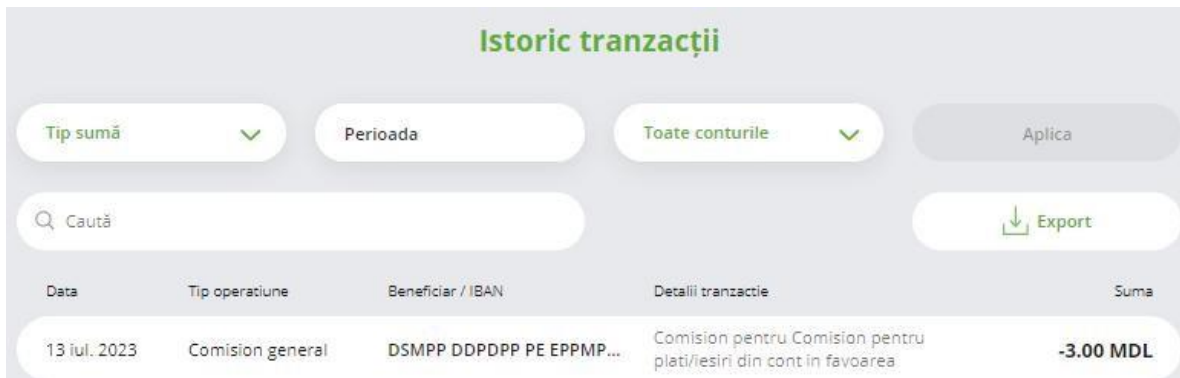 Istoric tranzacții
Tip sumă Perioada Toate conturile Aplica
Caută Export
Data Tip operatiune Beneficiar / IBAN Detalii tranzactie Suma
13 iul. 2023 Comision general DSMPP DDPDPP PE EPPMP... Comision pentru Comision pentru -3.00 MDL
plati/iesiri din cont in favoarea